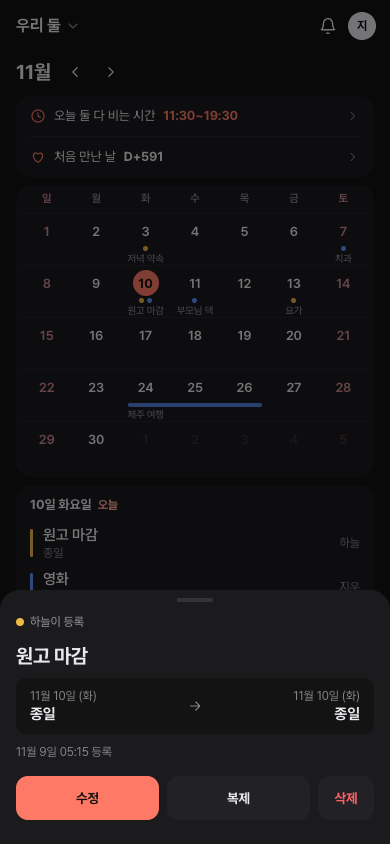 우리 둘
지
11월
오늘 둘 다 비는 시간 11:30~19:30
처음 만난 날 D+591
일 월 화 수 목 금 토
1 2 3 4 5 6 7
저녁 약속 치과
8 9 10 11 12 13 14
원고 마감 부모님 댁 요가
15 16 17 18 19 20 21
22 23 24 25 26 27 28
제주 여행
29 30 1 2 3 4 5
10일 화요일 오늘
원고 마감
종일
하늘
영화
지우
하늘이 등록
원고 마감
11월 10일 (화) 11월 10일 (화)
종일 → 종일
11월 9일 05:15 등록
수정 복제 삭제